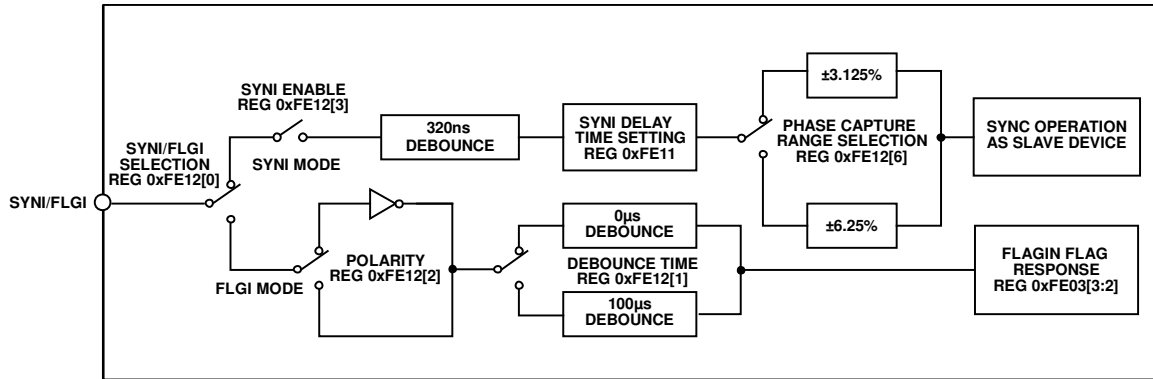 SYNI/FLGI
SYNI/FLGI
SELECTION
REG 0xFE12[0]
SYNI ENABLE
REG 0xFE12[3]
SYNI MODE
320ns
DEBOUNCE
SYNI DELAY
TIME SETTING
REG 0xFE11
±3.125%
PHASE CAPTURE
RANGE SELECTION
REG 0xFE12[6]
±6.25%
SYNC OPERATION
AS SLAVE DEVICE
FLGI MODE
POLARITY
REG 0xFE12[2]
0µs
DEBOUNCE
DEBOUNCE TIME
REG 0xFE12[1]
100µs
DEBOUNCE
FLAGIN FLAG
RESPONSE
REG 0xFE03[3:2]